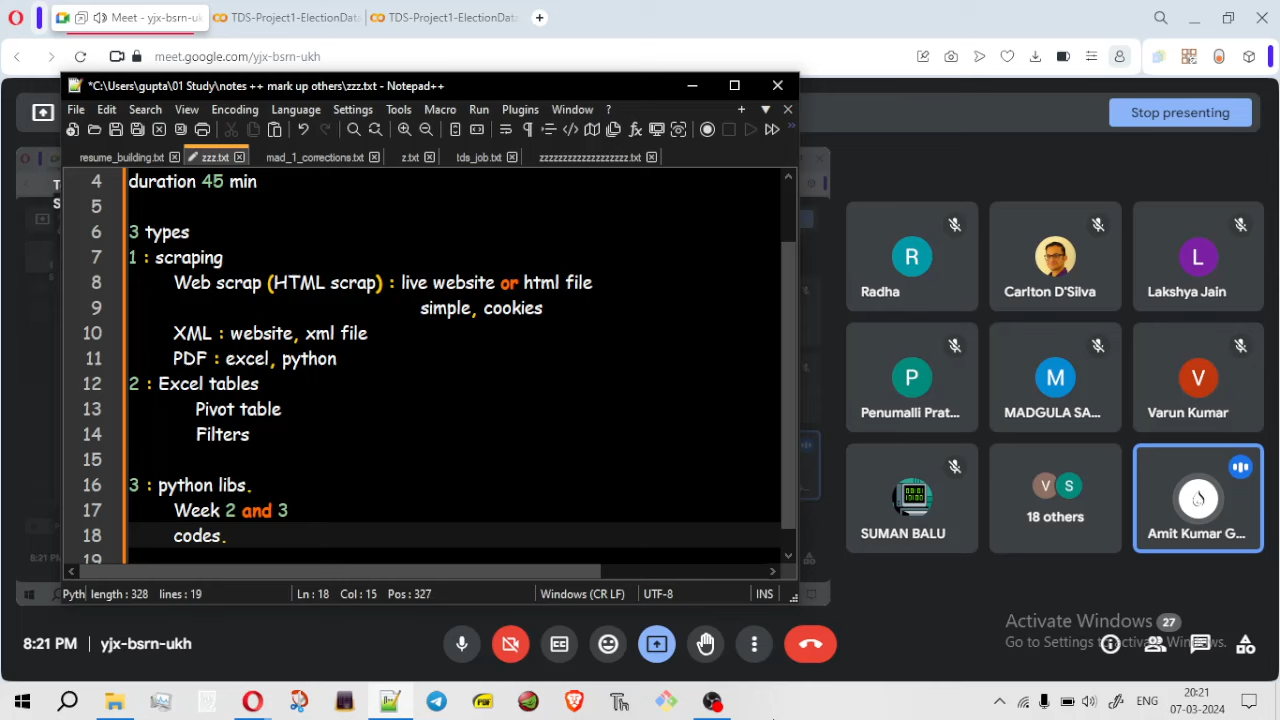 Meet - yjx-bsrn-uk
TDS-Project1-ElectionData
TDS-Project1-ElectionData
meet.google.com/yjx-bsrn-ukh
*C:\Users\gupta\01 Study\notes ++ mark up others\zzz.txt - Notepad++
File Edit Search View Encoding Language Settings Tools Macro Run Plugins Window ?
resume_building.txt zzz.txt mad_1_corrections.txt z.txt tds_job.txt zzzzzzzzzzzzzzzzzzz.txt
4 duration 45 min
5
6 3 types
7 1 : scraping
8 Web scrap (HTML scrap) : live website or html file
9 simple, cookies
10 XML : website, xml file
11 PDF : excel, python
12 2 : Excel tables
13 Pivot table
14 Filters
15
16 3 : python libs.
17 Week 2 and 3
18 codes.
19
Pyth length : 328 lines : 19 Ln : 18 Col : 15 Pos : 327 Windows (CR LF) UTF-8 INS
Stop presenting
R
Radha
Carlton D'Silva
L
Lakshya Jain
P
Penumalli Prat...
M
MADGULA SA...
V
Varun Kumar
SUMAN BALU
V S
18 others
Amit Kumar G...
Activate Windows
Go to Settings to activate Windows.
27
8:21 PM | yjx-bsrn-ukh
ENG
20:21
07-03-2024